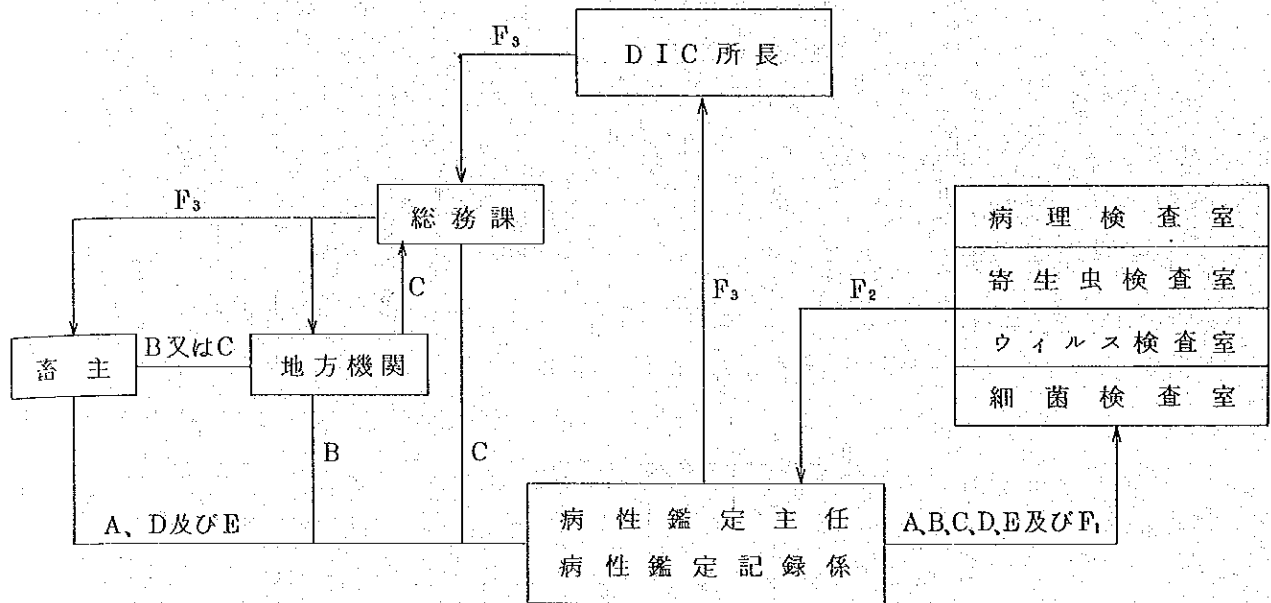 F₃
DIC所長
F₃
総務課
病理検査室
寄生虫検査室
ウィルス検査室
細菌検査室
C
F₃
F₂
畜主
B又はC
地方機関
B
C
A、D及びE
病性鑑定主任
病性鑑定記録係
A,B,C,D,E及びF₁